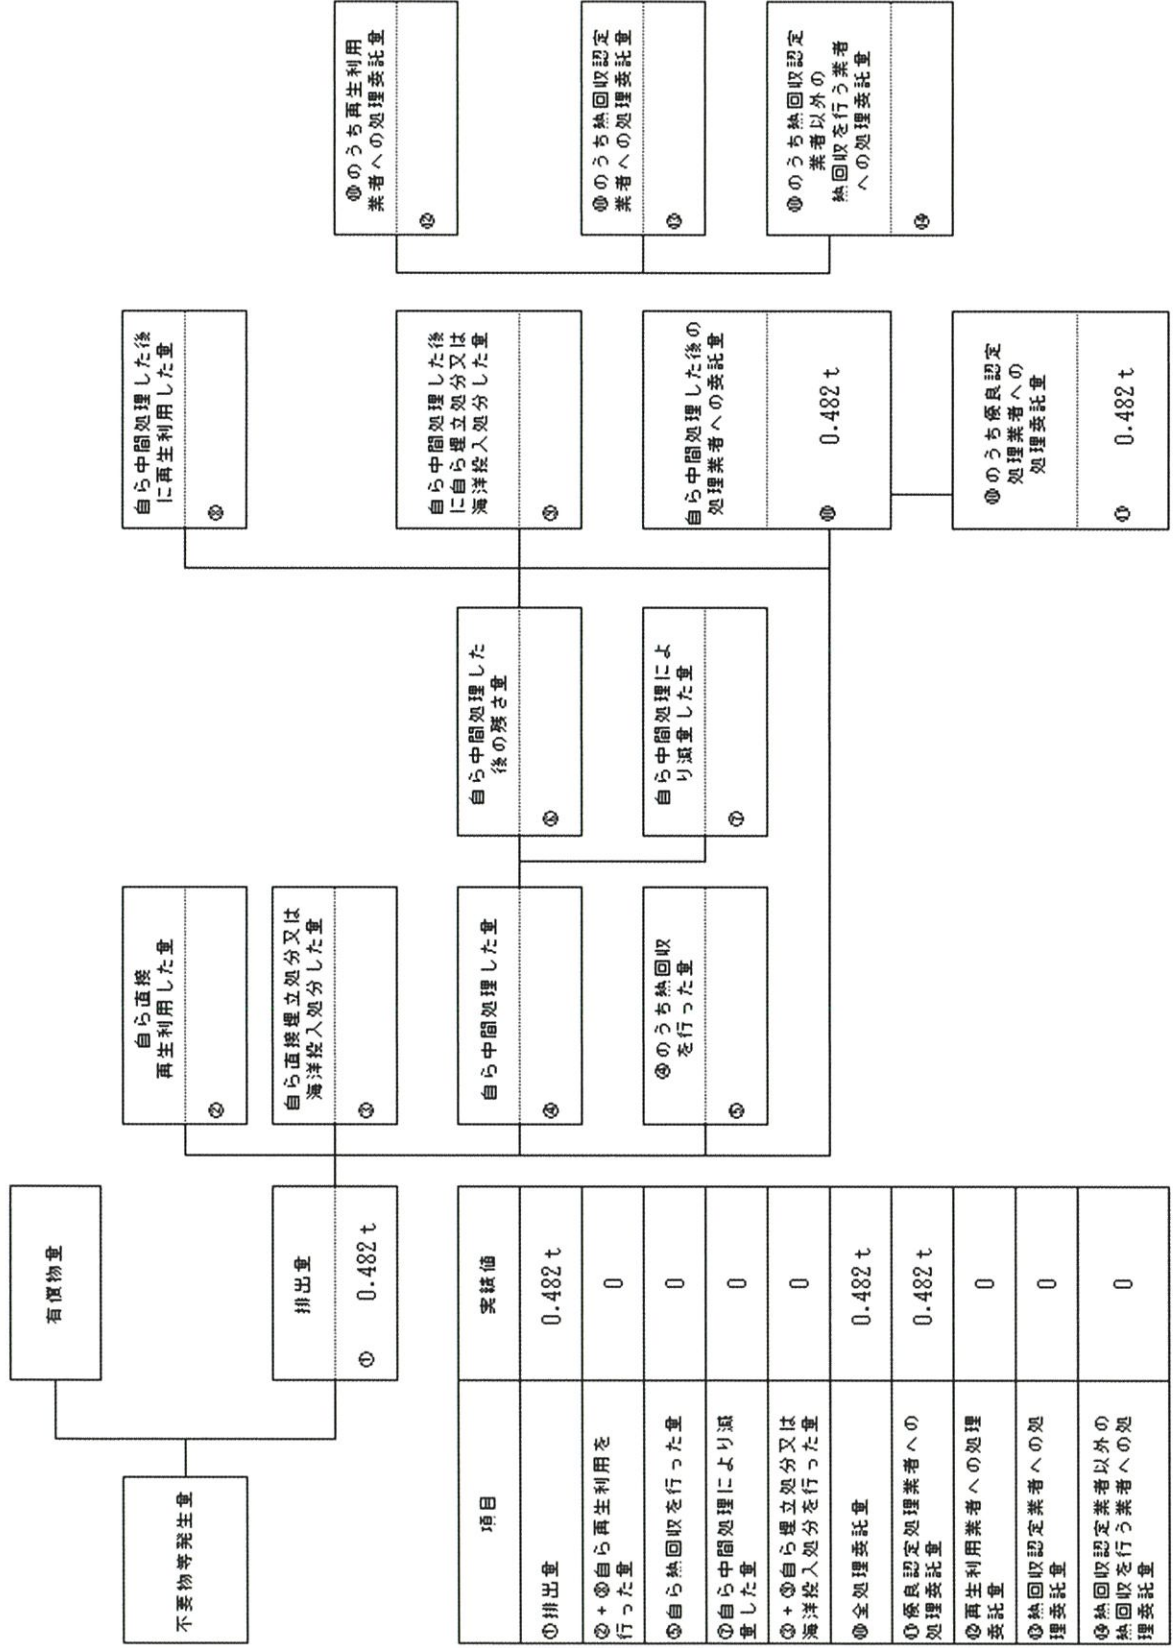 不要物等発生量
有償物量
排出量
① 0.482 t
自ら直接
再生利用した量
②
自ら直接埋立処分又は
海洋投入処分した量
③
自ら中間処理した量
④
④のうち熱回収
を行った量
⑤
自ら中間処理した
後の残さ量
⑥
自ら中間処理によ
り減量した量
⑦
自ら中間処理した後
に再生利用した量
⑧
自ら中間処理した後
に自ら埋立処分又は
海洋投入処分した量
⑨
自ら中間処理した後の
処理業者への委託量
⑩ 0.482 t
⑩のうち優良認定
処理業者への
処理委託量
⑪ 0.482 t
⑩のうち再生利用
業者への処理委託量
⑫
⑩のうち熱回収認定
業者への処理委託量
⑬
⑩のうち熱回収認定
業者以外の
熱回収を行う業者
への処理委託量
⑭
項目 実績値
①排出量 0.482 t
②+⑧自ら再生利用を
行った量 0
⑤自ら熱回収を行った量 0
⑦自ら中間処理により減
量した量 0
③+⑨自ら埋立処分又は
海洋投入処分を行った量 0
⑩全処理委託量 0.482 t
⑪優良認定処理業者への
処理委託量 0.482 t
⑫再生利用業者への処理
委託量 0
⑬熱回収認定業者への処
理委託量 0
⑭熱回収認定業者以外の
熱回収を行う業者への処
理委託量 0